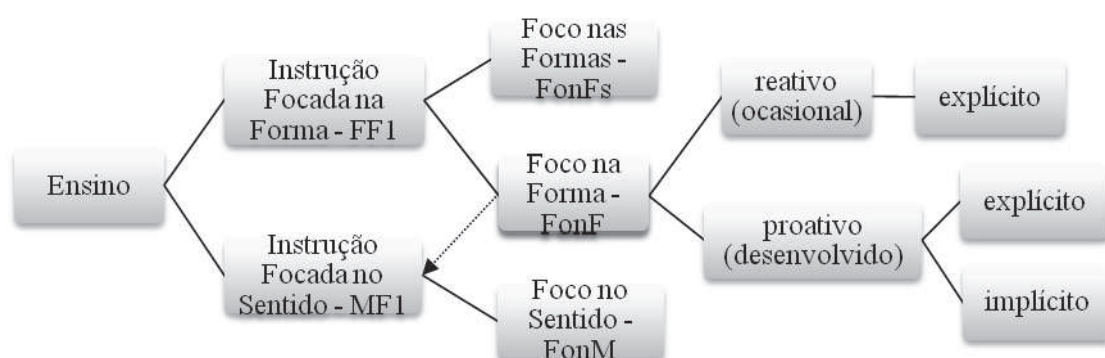 Ensino
Instrução
Focada na
Forma - FF1
Instrução
Focada no
Sentido - MF1
Foco nas
Formas -
FonFs
Foco na
Forma -
FonF
Foco no
Sentido -
FonM
reativo
(ocasional)
explícito
proativo
(desenvolvido)
explícito
implícito